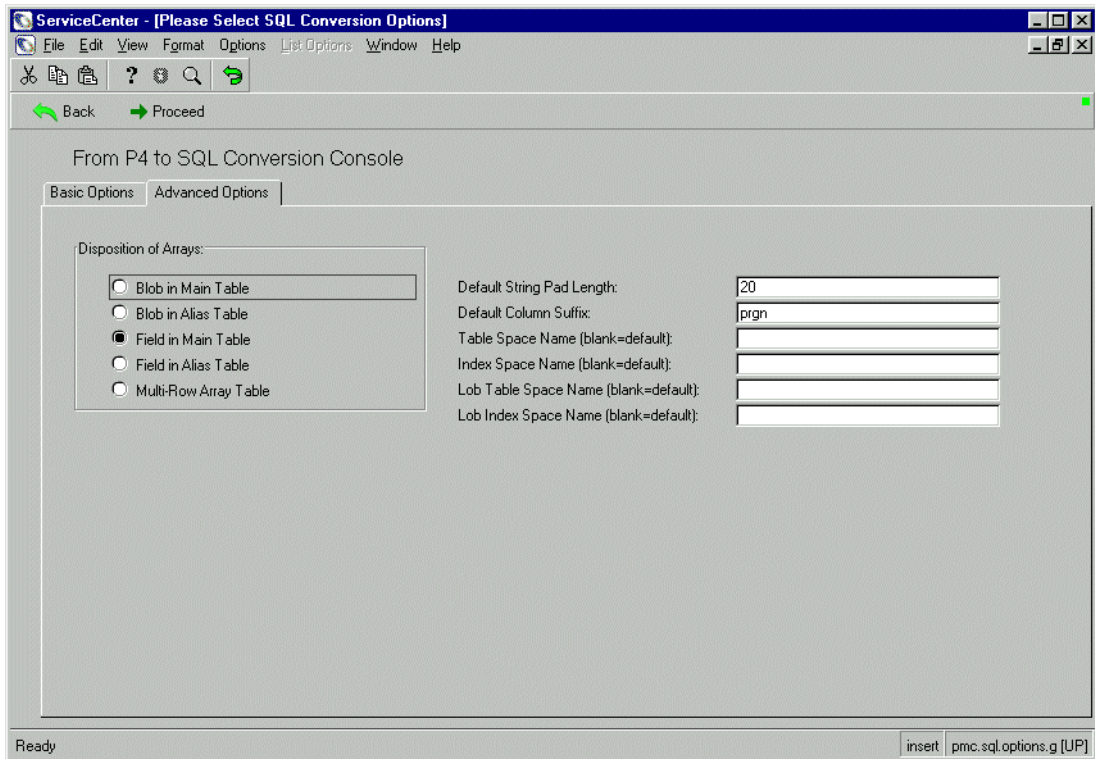 ServiceCenter - [Please Select SQL Conversion Options]
File Edit View Format Options List Options Window Help
?
Back Proceed
From P4 to SQL Conversion Console
Basic Options Advanced Options
Disposition of Arrays:
Blob in Main Table
Blob in Alias Table
Field in Main Table
Field in Alias Table
Multi-Row Array Table
Default String Pad Length: 20
Default Column Suffix: prgn
Table Space Name (blank=default):
Index Space Name (blank=default):
Lob Table Space Name (blank=default):
Lob Index Space Name (blank=default):
Ready insert pmc.sql.options.g [UP]